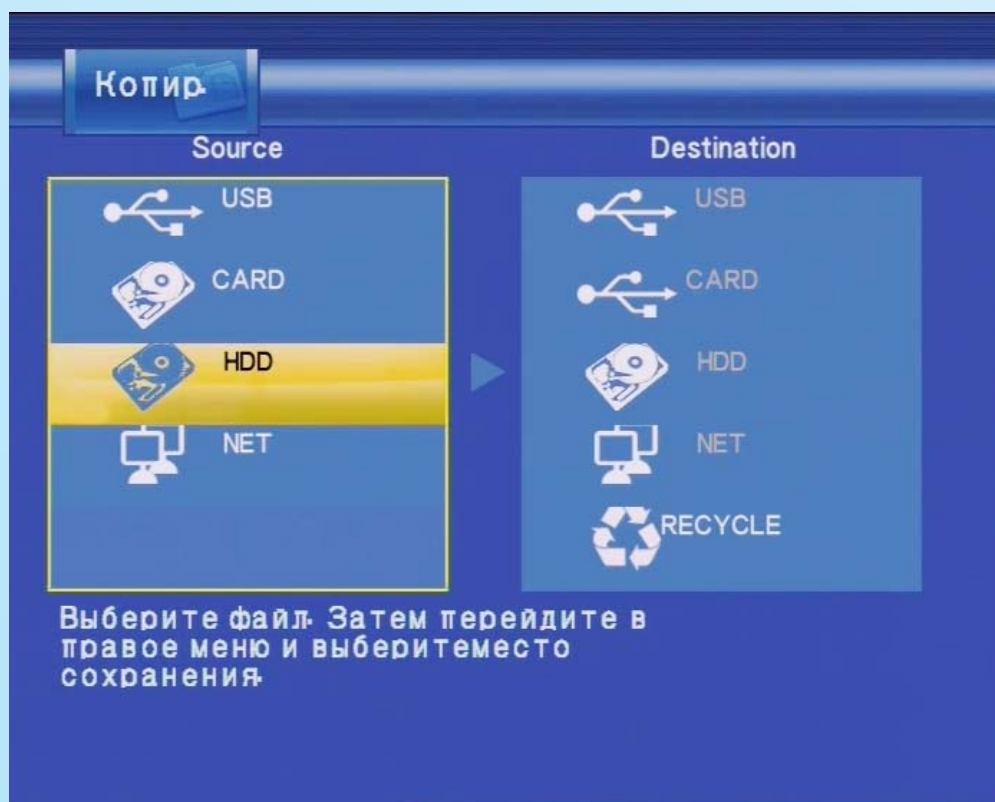 Копир.
Source
Destination
USB
CARD
HDD
NET
USB
CARD
HDD
NET
RECYCLE
Выберите файл. Затем перейдите в
правое меню и выберитеместо
сохранения.